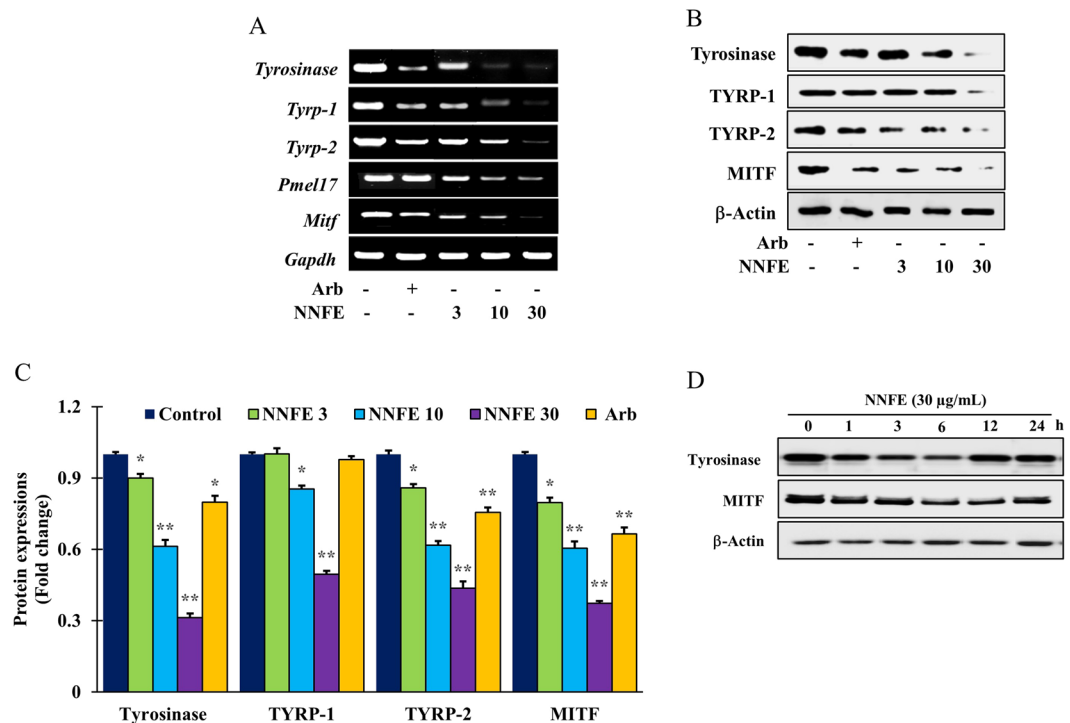 A
Tyrosinase
Tyrp-1
Tyrp-2
Pmel17
Mitf
Gapdh
Arb - + - - -
NNFE - - 3 10 30
B
Tyrosinase
TYRP-1
TYRP-2
MITF
β-Actin
Arb - + - - -
NNFE - - 3 10 30
C
Control NNFE 3 NNFE 10 NNFE 30 Arb
Protein expressions
(Fold change)
1.2
0.9
0.6
0.3
0
* ** ** *
* **
* ** ** **
* ** ** **
Tyrosinase TYRP-1 TYRP-2 MITF
D
NNFE (30 µg/mL)
0 1 3 6 12 24 h
Tyrosinase
MITF
β-Actin